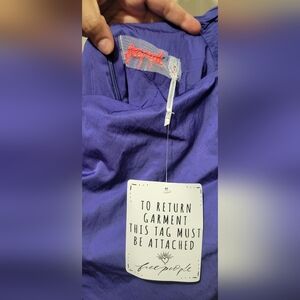 TO RETURN
GARMENT
THIS TAG MUST
BE ATTACHED
free people